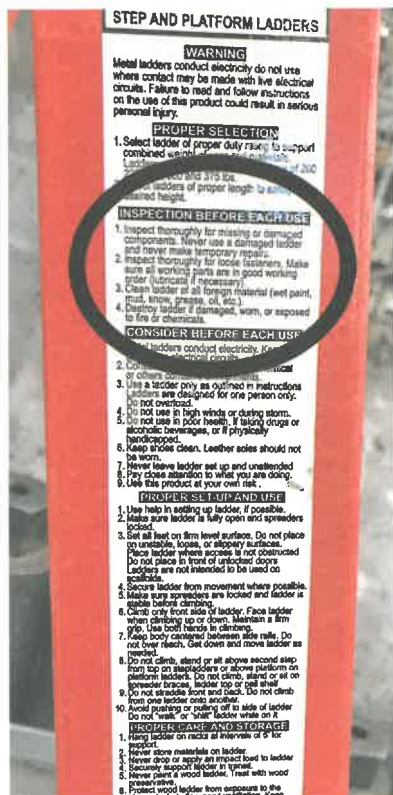 STEP AND PLATFORM LADDERS
WARNING
Metal ladders conduct electricity do not use
where contact may be made with live electrical
circuits. Failure to read and follow instructions
on the use of this product could result in serious
personal injury.
PROPER SELECTION
1. Select ladder of proper duty rating to support
combined weight of
of 200
and 375 lbs.
ladders of proper length to
desired height.
INSPECTION BEFORE EACH USE
1. Inspect thoroughly for missing or damaged
components. Never use a damaged ladder
and never make temporary repairs.
2. Inspect thoroughly for loose fasteners. Make
sure all working parts are in good working
order (lubricate if necessary).
3. Clean ladder of all foreign material (wet paint,
mud, snow, grease, oil, etc.).
4. Destroy ladder if damaged, worn, or exposed
to fire or chemicals.
CONSIDER BEFORE EACH USE
ladders conduct electricity. Keep
2.
or others
3. Use a ladder only as outlined in instructions
Ladders are designed for one person only.
Do not overload.
4. Do not use in high winds or during storm.
5. Do not use in poor health, if taking drugs or
alcoholic beverages, or if physically
handicapped.
6. Keep shoes clean. Leather soles should not
be worn.
7. Never leave ladder set up and unattended
8. Pay close attention to what you are doing.
9. Use this product at your own risk.
PROPER SET-UP AND USE
1. Use help in setting up ladder, if possible.
2. Make sure ladder is fully open and spreaders
locked.
3. Set all feet on firm level surface. Do not place
on unstable, loose, or slippery surfaces.
Place ladder where access is not obstructed
Do not place in front of unlocked doors
Ladders are not intended to be used on
scaffolds.
4. Secure ladder from movement where possible.
5. Make sure spreaders are locked and ladder is
stable before climbing.
6. Climb only front side of ladder. Face ladder
when climbing up or down. Maintain a firm
grip. Use both hands in climbing.
7. Keep body centered between side rails. Do
not over reach. Get down and move ladder as
needed.
8. Do not climb, stand or sit above second step
from top on stepladders or above platform on
platform ladders. Do not climb, stand or sit on
spreader braces, ladder top or pail shelf
9. Do not straddle front and back. Do not climb
from one ladder onto another.
10. Avoid pushing or pulling off to side of ladder
Do not "walk" or "shift" ladder while on it
PROPER CARE AND STORAGE
1. Hang ladder on racks at intervals of 6' for
support.
2. Never store materials on ladder.
3. Never drop or apply an impact load to ladder
4. Securely support ladder in transit.
5. Never paint a wood ladder. Treat with wood
preservative.
6. Protect wood ladder from exposure to the